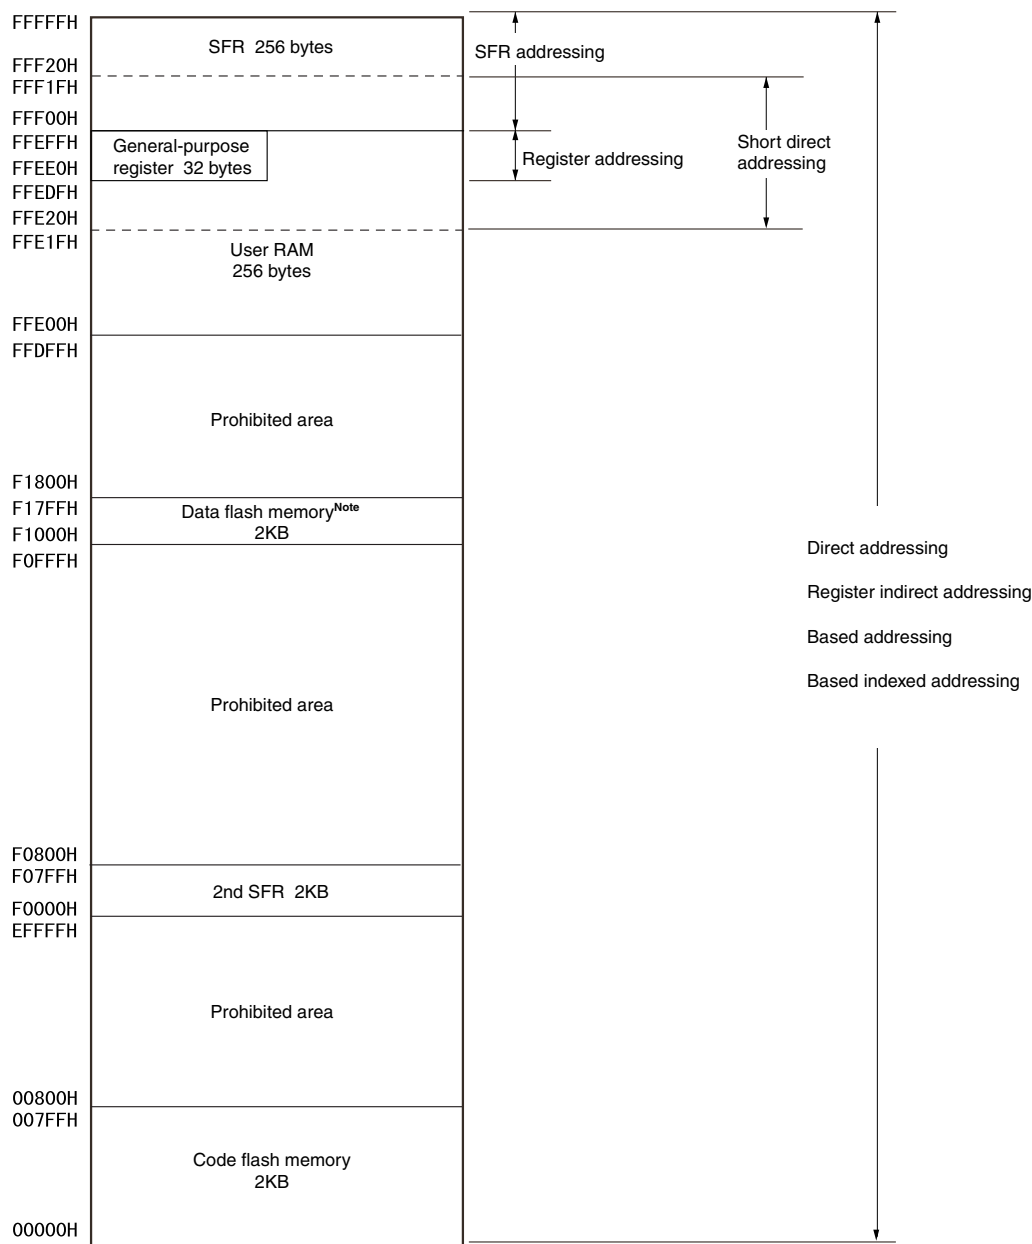 FFFFFH
SFR 256 bytes
SFR addressing
FFF20H
FFF1FH
FFF00H
FFEFFH
General-purpose
register 32 bytes
FFEE0H
Register addressing
Short direct
addressing
FFEDFH
FFE20H
FFE1FH
User RAM
256 bytes
FFE00H
FFDFFH
Prohibited area
F1800H
F17FFH
Data flash memoryNote
2KB
F1000H
F0FFFH
Direct addressing
Register indirect addressing
Based addressing
Based indexed addressing
Prohibited area
F0800H
F07FFH
2nd SFR 2KB
F0000H
EFFFFH
Prohibited area
00800H
007FFH
Code flash memory
2KB
00000H